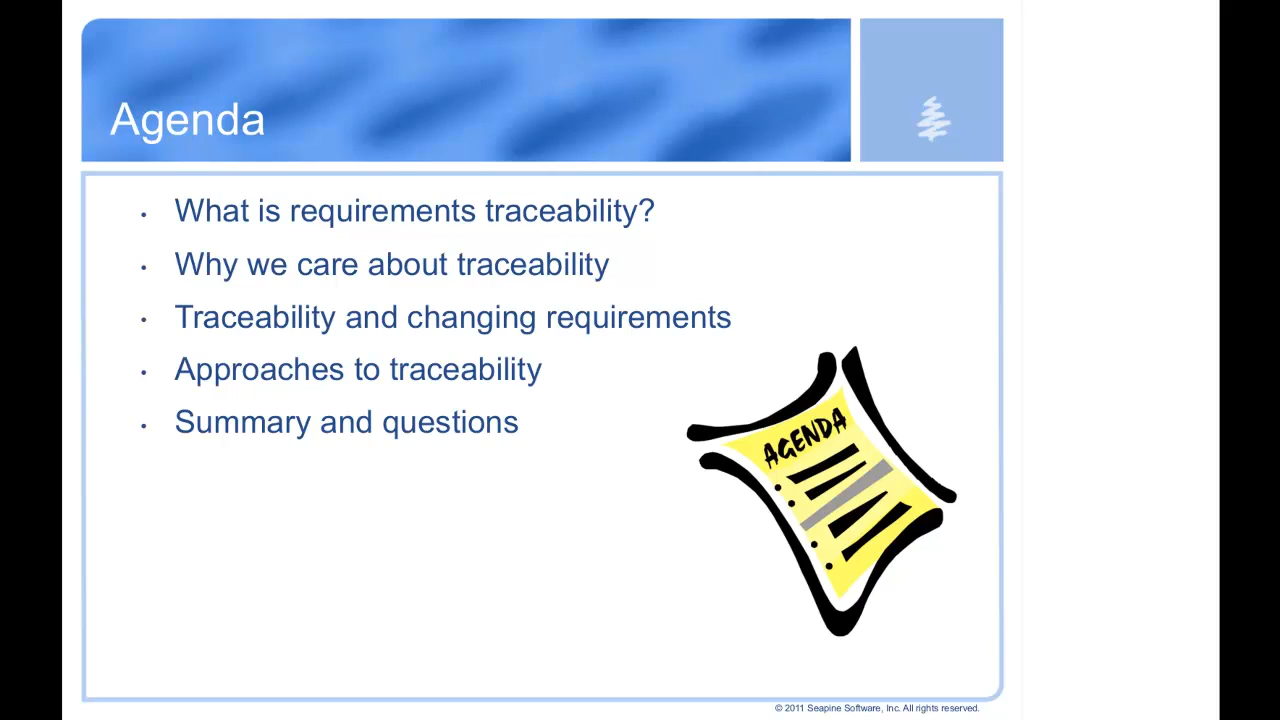 Agenda
• What is requirements traceability?
• Why we care about traceability
• Traceability and changing requirements
• Approaches to traceability
• Summary and questions
AGENDA
© 2011 Seapine Software, Inc. All rights reserved.